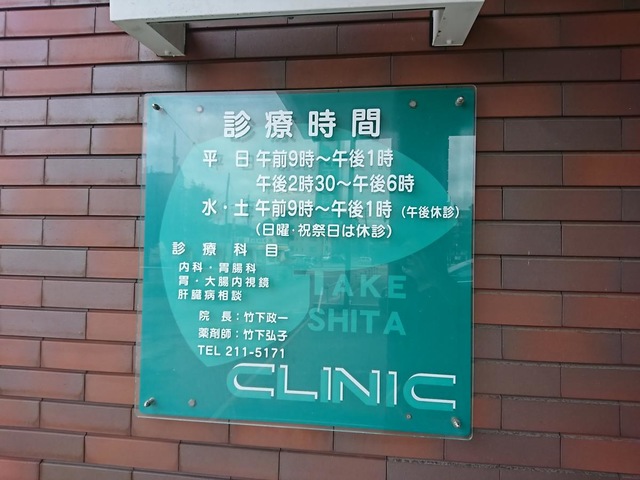 診療時間
平 日 午前9時～午後1時
午後2時30～午後6時
水・土 午前9時～午後1時 (午後休診)
(日曜・祝祭日は休診)
診療科目
内科・胃腸科
胃・大腸内視鏡
肝臓病相談
TAKE
SHITA
院 長：竹下政一
薬剤師：竹下弘子
TEL 211-5171
CLINIC